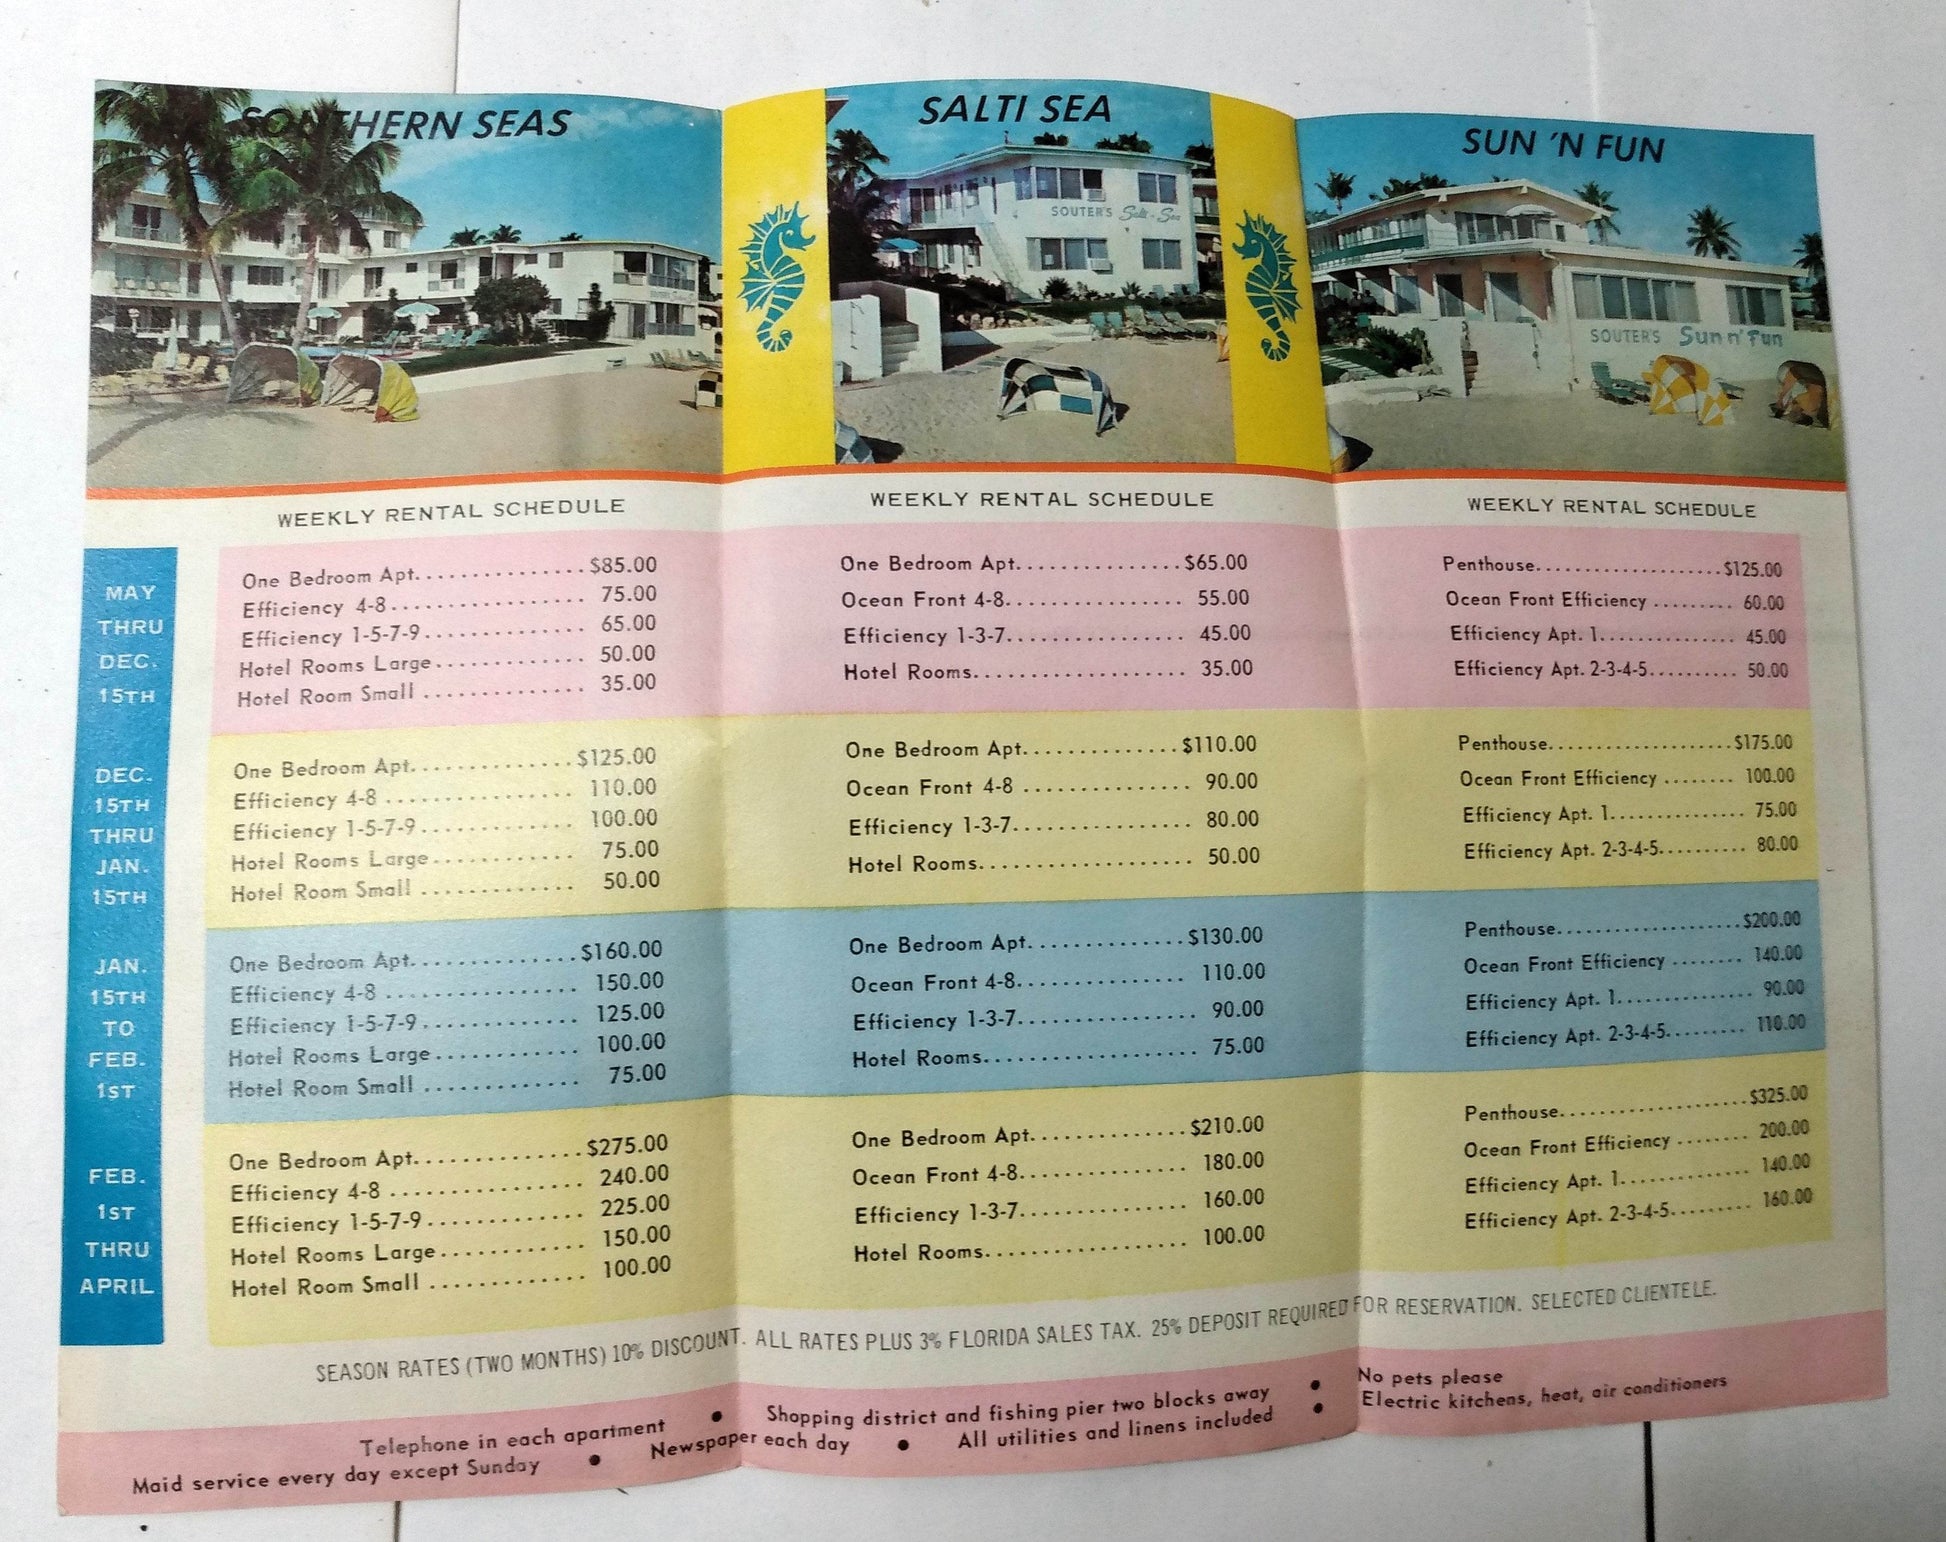 SOUTHERN SEAS
SALTI SEA
SUN 'N FUN
SOUTER'S Salt-Sea
SOUTER'S Sun n' Fun
WEEKLY RENTAL SCHEDULE
MAY
THRU
DEC.
15TH
One Bedroom Apt. $85.00
Efficiency 4-8 75.00
Efficiency 1-5-7-9 65.00
Hotel Rooms Large 50.00
Hotel Room Small 35.00
DEC.
15TH
THRU
JAN.
15TH
One Bedroom Apt. $125.00
Efficiency 4-8 110.00
Efficiency 1-5-7-9 100.00
Hotel Rooms Large 75.00
Hotel Room Small 50.00
JAN.
15TH
TO
FEB.
1ST
One Bedroom Apt. $160.00
Efficiency 4-8 150.00
Efficiency 1-5-7-9 125.00
Hotel Rooms Large 100.00
Hotel Room Small 75.00
FEB.
1ST
THRU
APRIL
One Bedroom Apt. $275.00
Efficiency 4-8 240.00
Efficiency 1-5-7-9 225.00
Hotel Rooms Large 150.00
Hotel Room Small 100.00
WEEKLY RENTAL SCHEDULE
One Bedroom Apt. $65.00
Ocean Front 4-8 55.00
Efficiency 1-3-7 45.00
Hotel Rooms 35.00
One Bedroom Apt. $110.00
Ocean Front 4-8 90.00
Efficiency 1-3-7 80.00
Hotel Rooms 50.00
One Bedroom Apt. $130.00
Ocean Front 4-8 110.00
Efficiency 1-3-7 90.00
Hotel Rooms 75.00
One Bedroom Apt. $210.00
Ocean Front 4-8 180.00
Efficiency 1-3-7 160.00
Hotel Rooms 100.00
WEEKLY RENTAL SCHEDULE
Penthouse $125.00
Ocean Front Efficiency 60.00
Efficiency Apt. 1 45.00
Efficiency Apt. 2-3-4-5 50.00
Penthouse $175.00
Ocean Front Efficiency 100.00
Efficiency Apt. 1 75.00
Efficiency Apt. 2-3-4-5 80.00
Penthouse $200.00
Ocean Front Efficiency 140.00
Efficiency Apt. 1 90.00
Efficiency Apt. 2-3-4-5 110.00
Penthouse $325.00
Ocean Front Efficiency 200.00
Efficiency Apt. 1 140.00
Efficiency Apt. 2-3-4-5 160.00
SEASON RATES (TWO MONTHS) 10% DISCOUNT. ALL RATES PLUS 3% FLORIDA SALES TAX. 25% DEPOSIT REQUIRED FOR RESERVATION. SELECTED CLIENTELE.
Telephone in each apartment • Shopping district and fishing pier two blocks away • No pets please
Maid service every day except Sunday • Newspaper each day • All utilities and linens included • Electric kitchens, heat, air conditioners